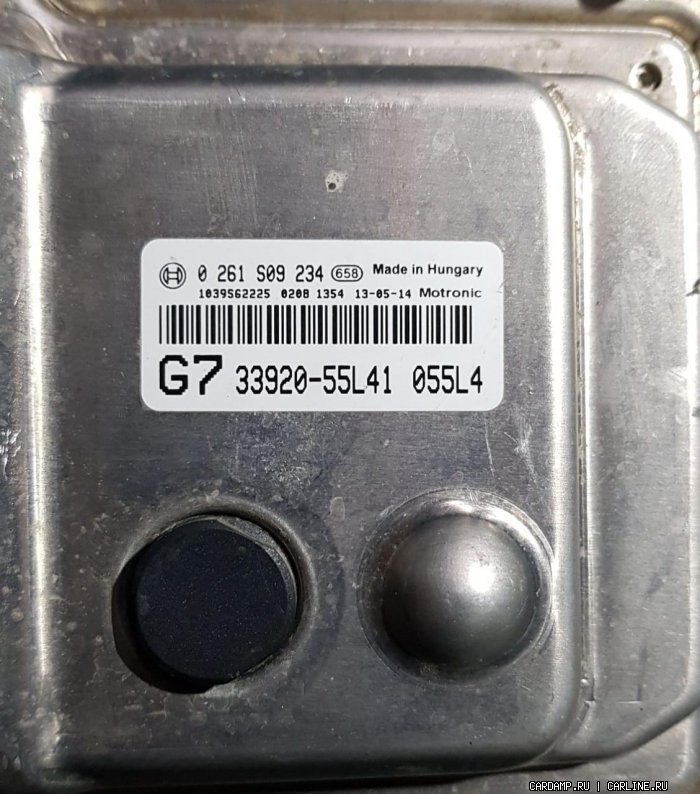 0 261 S09 234 658 Made in Hungary
1039S62225 0208 1354 13-05-14 Motronic
G7 33920-55L41 055L4
CARDAMP.RU | CARLINE.RU